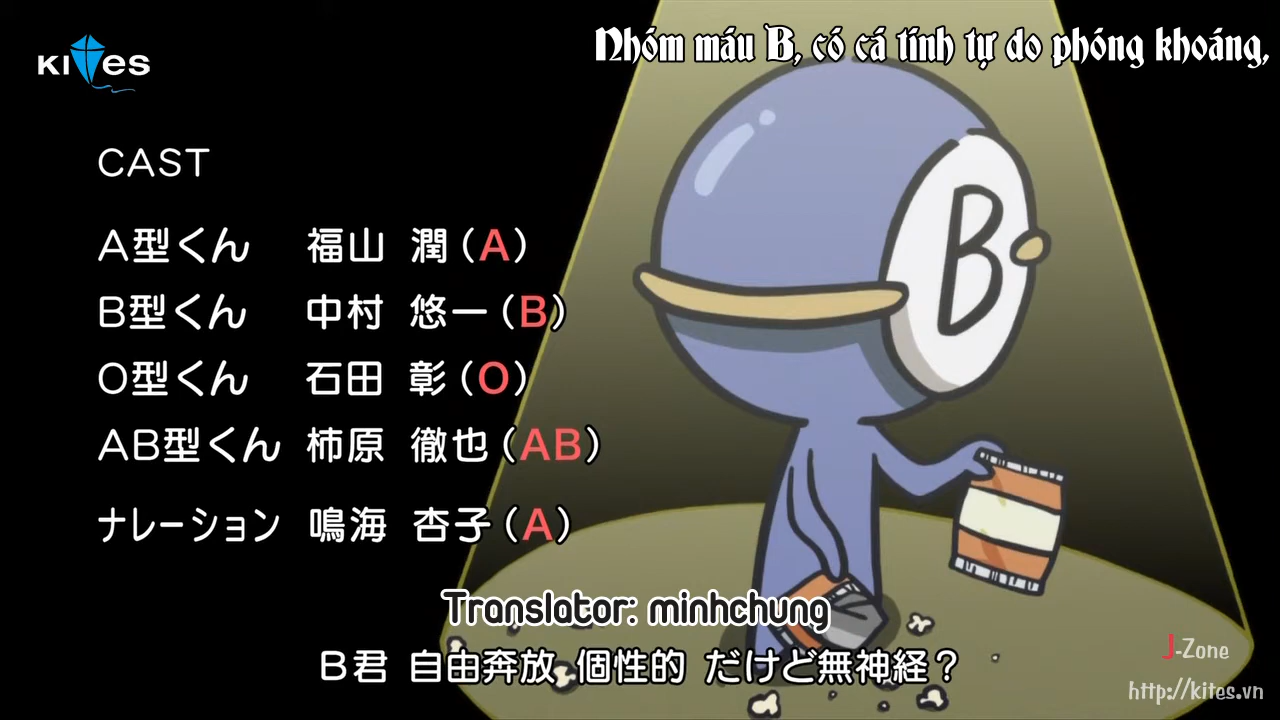 KITES
Nhóm máu B, có cá tính tự do phóng khoáng,
CAST
A型くん 福山 潤(A)
B型くん 中村 悠一(B)
O型くん 石田 彰(O)
AB型くん 柿原 徹也(AB)
ナレーション 鳴海 杏子(A)
B
Translator: minhchung
B君 自由奔放 個性的 だけど無神経？
J-Zone
http://kites.vn